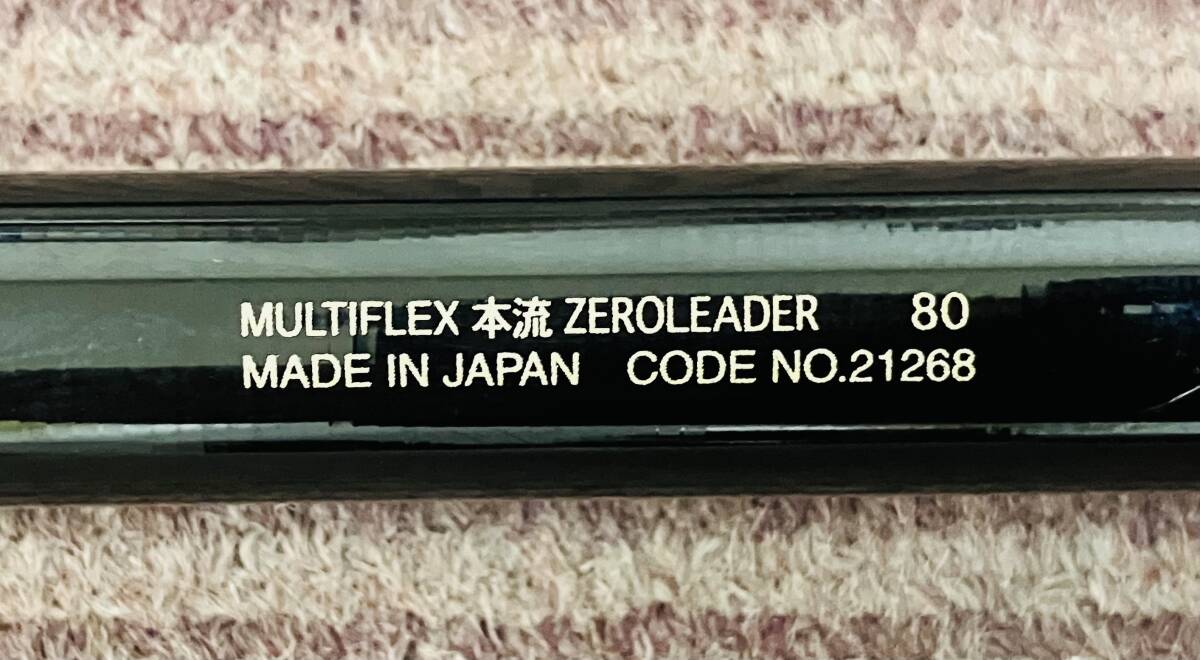 MULTIFLEX 本流 ZEROLEADER 80
MADE IN JAPAN CODE NO.21268